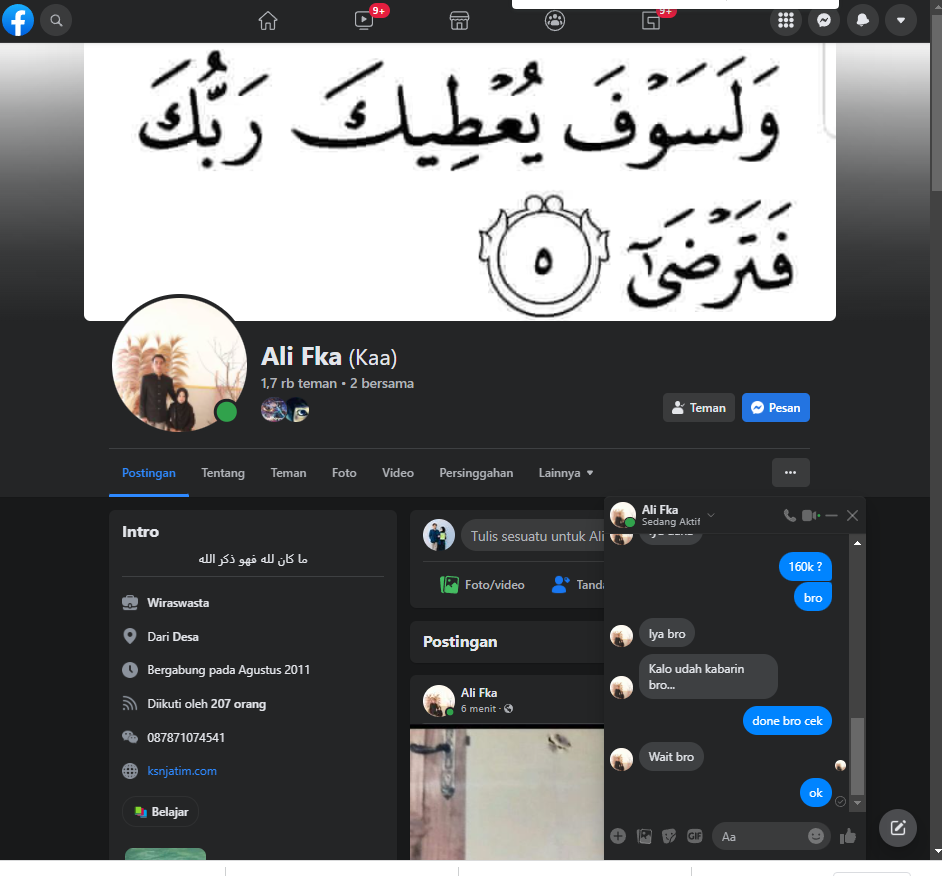 9+
9+
وَلَسَوْفَ يُعْطِيكَ رَبُّكَ
فَتَرْضَىٰٓ ٥
Ali Fka (Kaa)
1,7 rb teman • 2 bersama
Teman
Pesan
Postingan
Tentang
Teman
Foto
Video
Persinggahan
Lainnya
Intro
ما كان لله فهو ذكر الله
Wiraswasta
Dari Desa
Bergabung pada Agustus 2011
Diikuti oleh 207 orang
087871074541
ksnjatim.com
Belajar
Tulis sesuatu untuk Ali
Foto/video
Tanda
Postingan
Ali Fka
6 menit ·
Ali Fka
Sedang Aktif
160k ?
bro
Iya bro
Kalo udah kabarin
bro...
done bro cek
Wait bro
ok
GIF
Aa